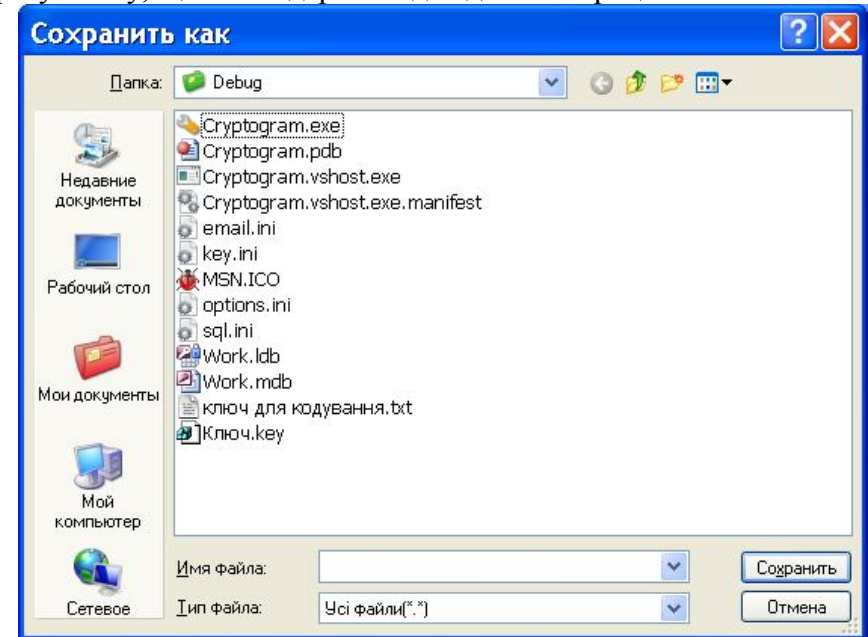 Сохранить как
Папка:
Debug
Недавние
документы
Рабочий стол
Мои документы
Мой
компьютер
Сетевое
Cryptogram.exe
Cryptogram.pdb
Cryptogram.vshost.exe
Cryptogram.vshost.exe.manifest
email.ini
key.ini
MSN.ICO
options.ini
sql.ini
Work.ldb
Work.mdb
ключ для кодування.txt
Ключ.key
Имя файла:
Сохранить
Тип файла:
Усі файли(*.*)
Отмена